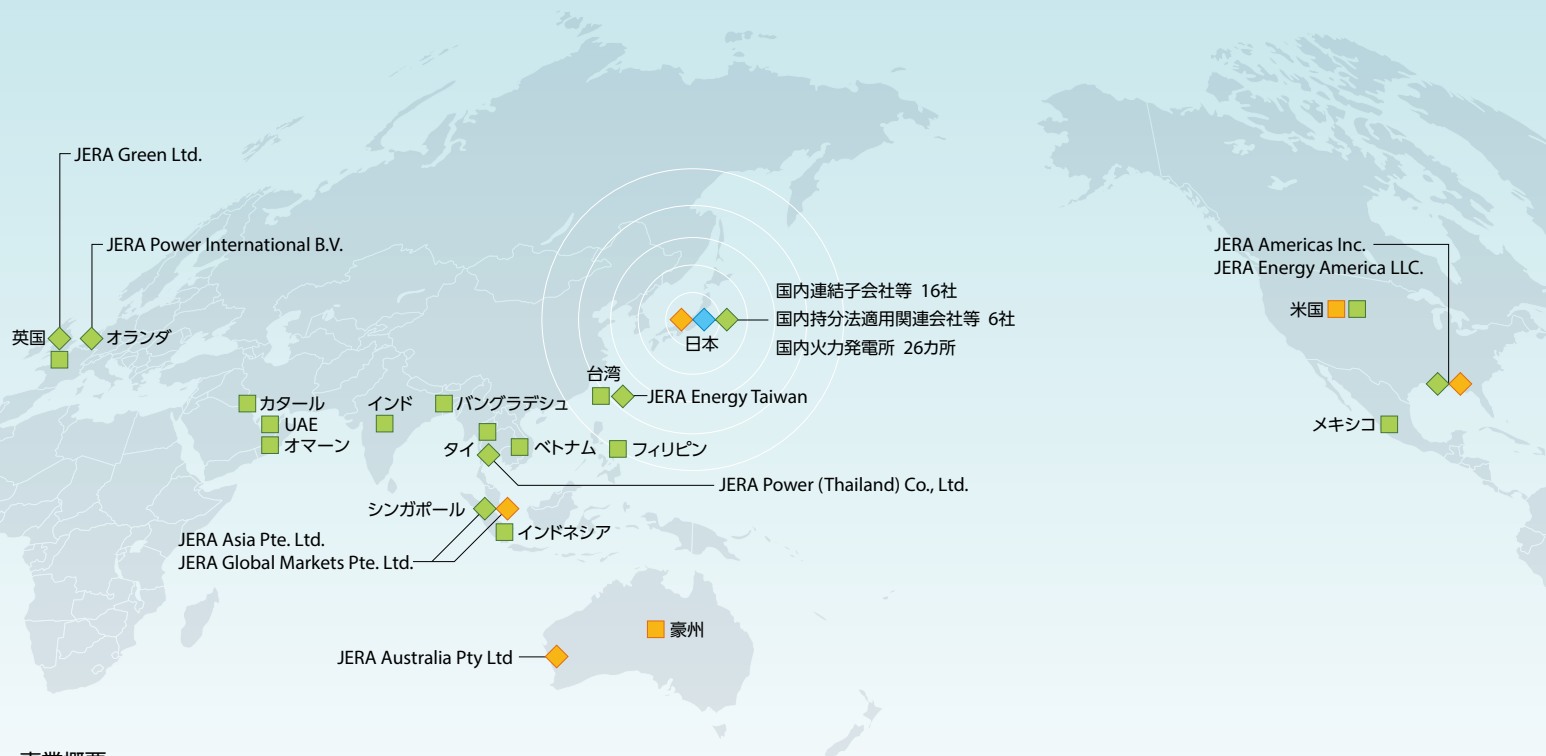 JERA Green Ltd.
JERA Power International B.V.
英国
オランダ
国内連結子会社等 16社
国内持分法適用関連会社等 6社
国内火力発電所 26カ所
日本
JERA Americas Inc.
JERA Energy America LLC.
米国
台湾
JERA Energy Taiwan
カタール
インド
バングラデシュ
UAE
オマーン
タイ
ベトナム
フィリピン
メキシコ
JERA Power (Thailand) Co., Ltd.
シンガポール
インドネシア
JERA Asia Pte. Ltd.
JERA Global Markets Pte. Ltd.
豪州
JERA Australia Pty Ltd
事業概要